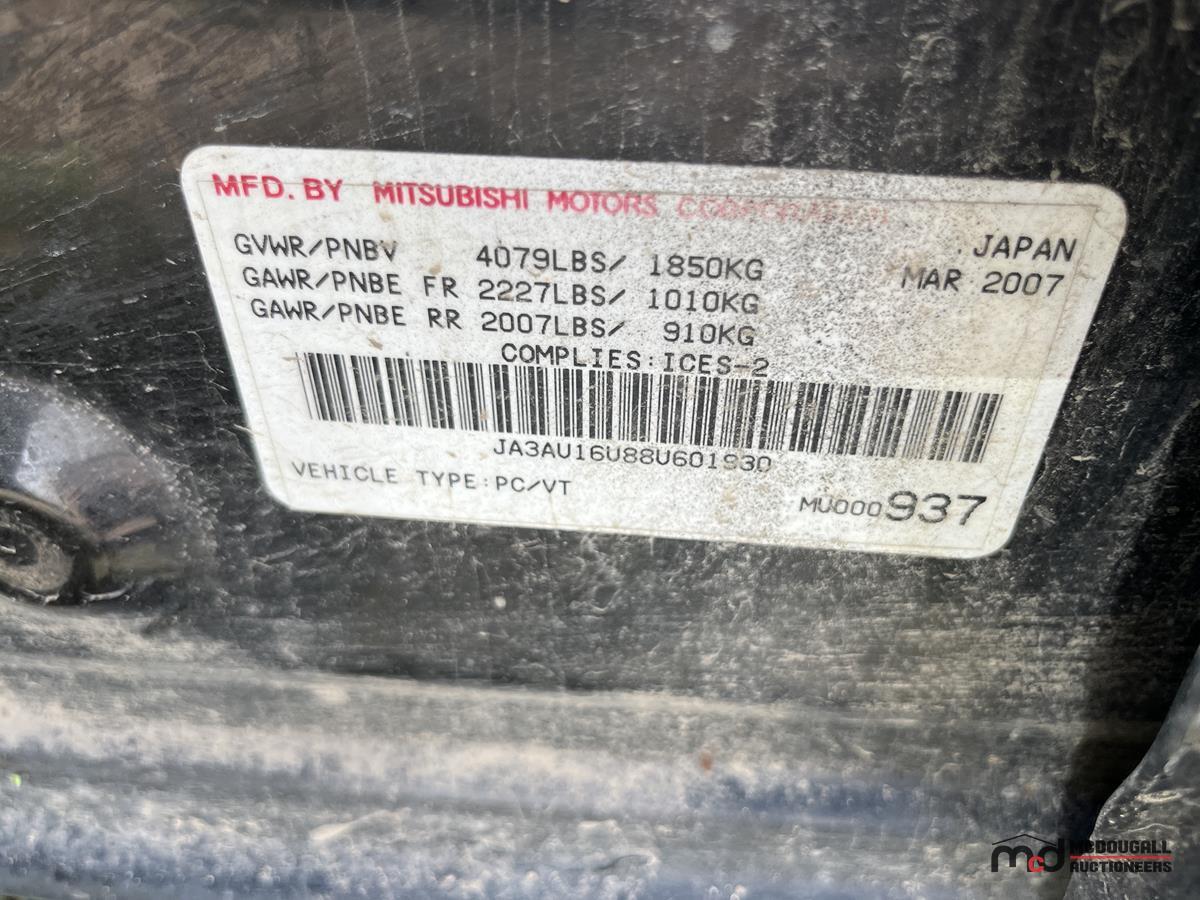 MFD. BY MITSUBISHI MOTORS CORPORATION
JAPAN
GVWR/PNBV 4079LBS/ 1850KG
MAR 2007
GAWR/PNBE FR 2227LBS/ 1010KG
GAWR/PNBE RR 2007LBS/ 910KG
COMPLIES:ICES-2
JA3AU16U88U601930
VEHICLE TYPE:PC/VT
MU000937
mcd McDOUGALL
AUCTIONEERS